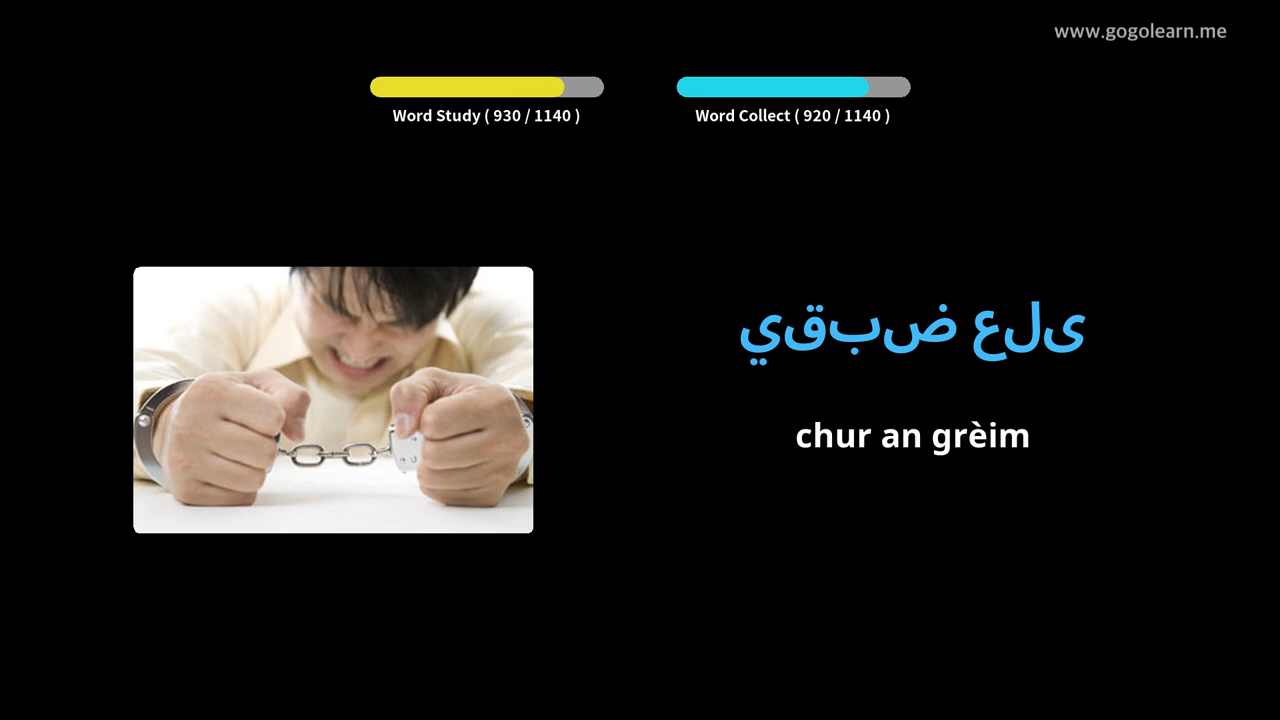 www.gogolearn.me
Word Study ( 930 / 1140 )
Word Collect ( 920 / 1140 )
يقبض على
chur an grèim